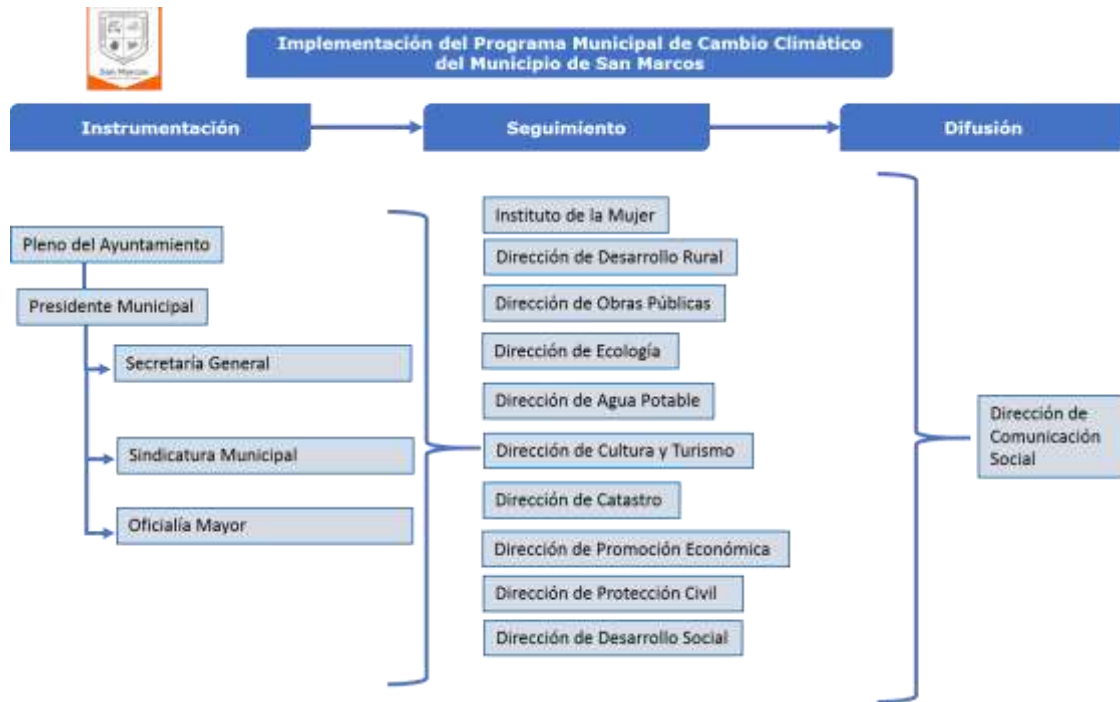 San Marcos
Implementación del Programa Municipal de Cambio Climático
del Municipio de San Marcos
Instrumentación
Seguimiento
Difusión
Pleno del Ayuntamiento
Presidente Municipal
Secretaría General
Sindicatura Municipal
Oficialía Mayor
Instituto de la Mujer
Dirección de Desarrollo Rural
Dirección de Obras Públicas
Dirección de Ecología
Dirección de Agua Potable
Dirección de Cultura y Turismo
Dirección de Catastro
Dirección de Promoción Económica
Dirección de Protección Civil
Dirección de Desarrollo Social
Dirección de
Comunicación
Social